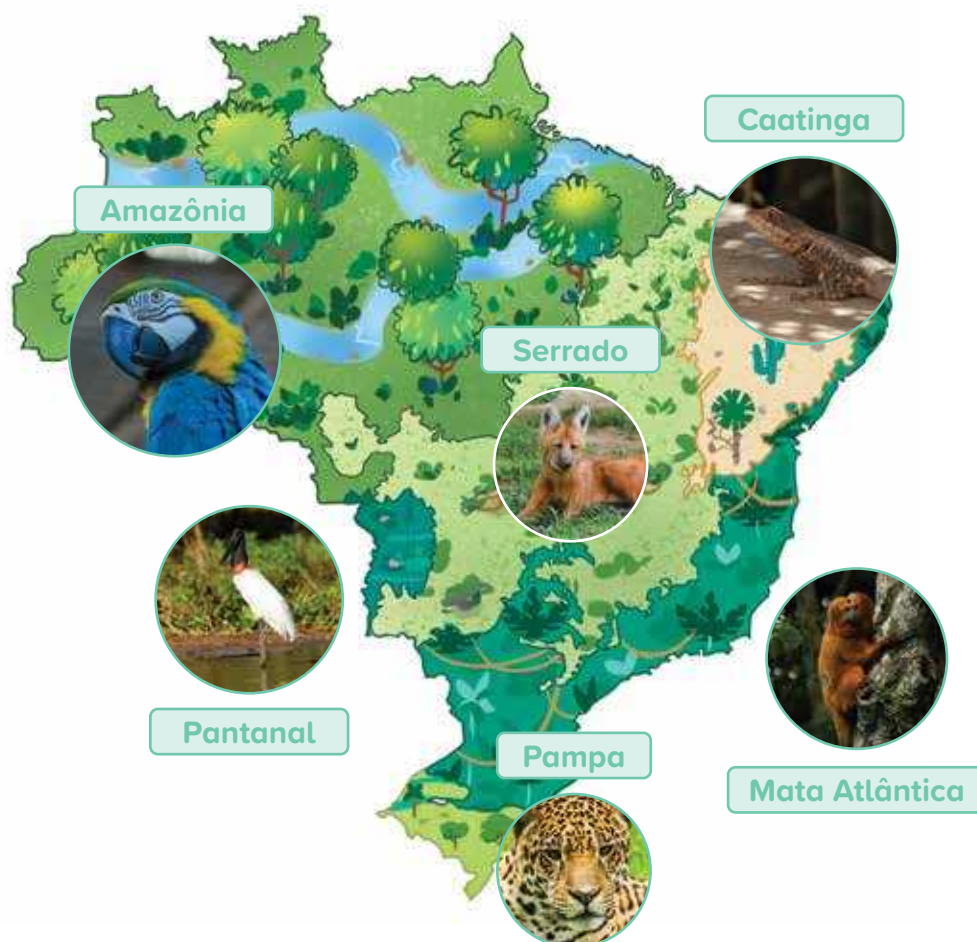 Caatinga
Amazônia
Serrado
Pantanal
Pampa
Mata Atlântica